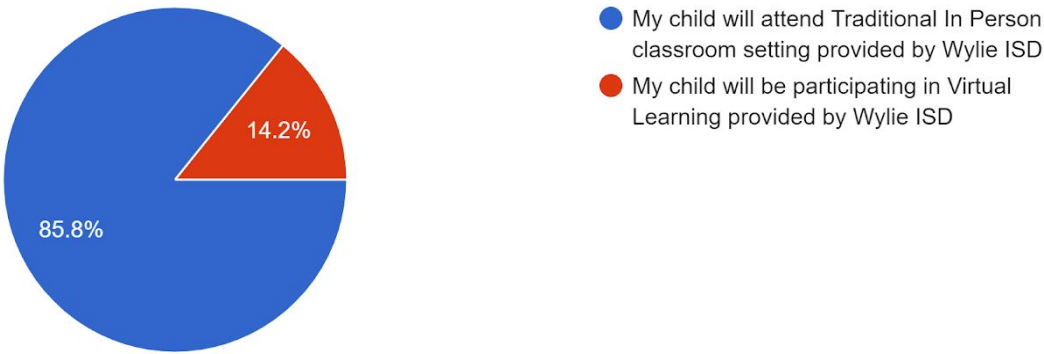 My child will attend Traditional In Person
classroom setting provided by Wylie ISD
My child will be participating in Virtual
Learning provided by Wylie ISD
14.2%
85.8%